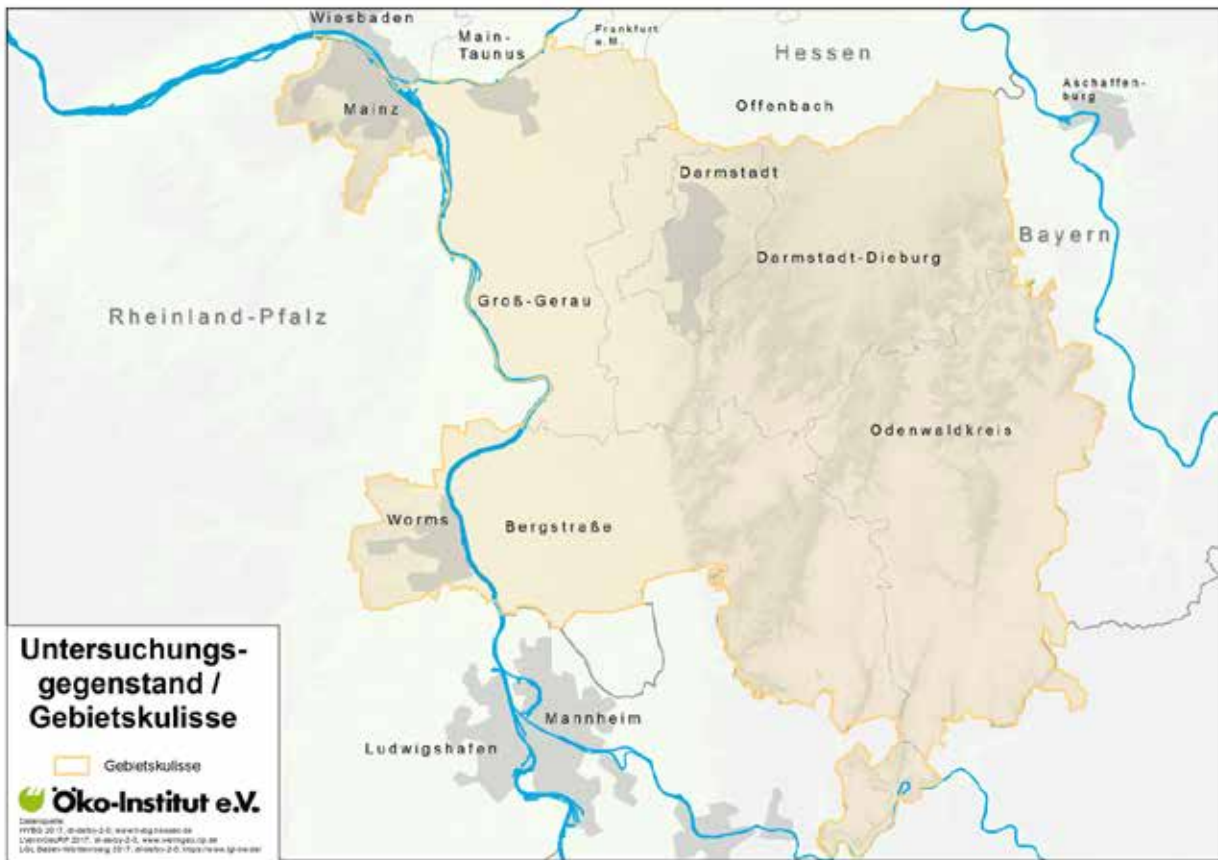 Wiesbaden
Main-
Taunus
Frankfurt
a.M.
Hessen
Aschaffen-
burg
Mainz
Offenbach
Darmstadt
Bayern
Darmstadt-Dieburg
Groß-Gerau
Rheinland-Pfalz
Odenwaldkreis
Worms
Bergstraße
Mannheim
Ludwigshafen
Untersuchungs-
gegenstand /
Gebietskulisse
Gebietskulisse
Öko-Institut e.V.